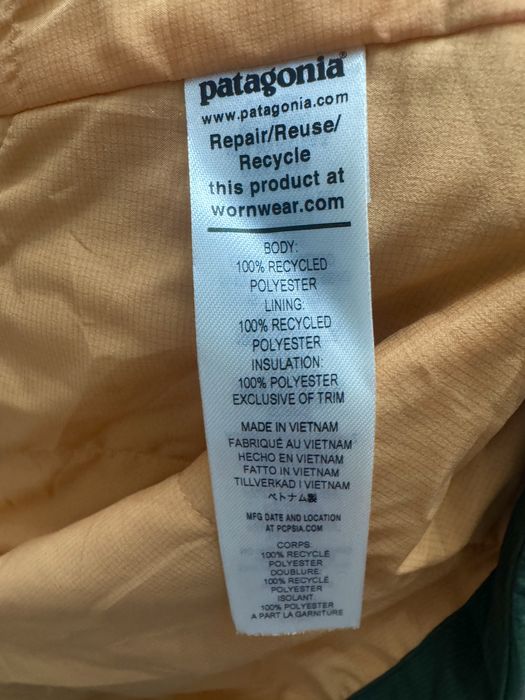 patagonia®
www.patagonia.com
Repair/Reuse/
Recycle
this product at
wornwear.com
BODY:
100% RECYCLED
POLYESTER
LINING:
100% RECYCLED
POLYESTER
INSULATION:
100% POLYESTER
EXCLUSIVE OF TRIM
MADE IN VIETNAM
FABRIQUÉ AU VIETNAM
HECHO EN VIETNAM
FATTO IN VIETNAM
TILLVERKAD I VIETNAM
ベトナム製
MFG DATE AND LOCATION
AT PCPSIA.COM
CORPS:
100% RECYCLÉ
POLYESTER
DOUBLURE:
100% RECYCLÉ
POLYESTER
ISOLANT:
100% POLYESTER
A PART LA GARNITURE